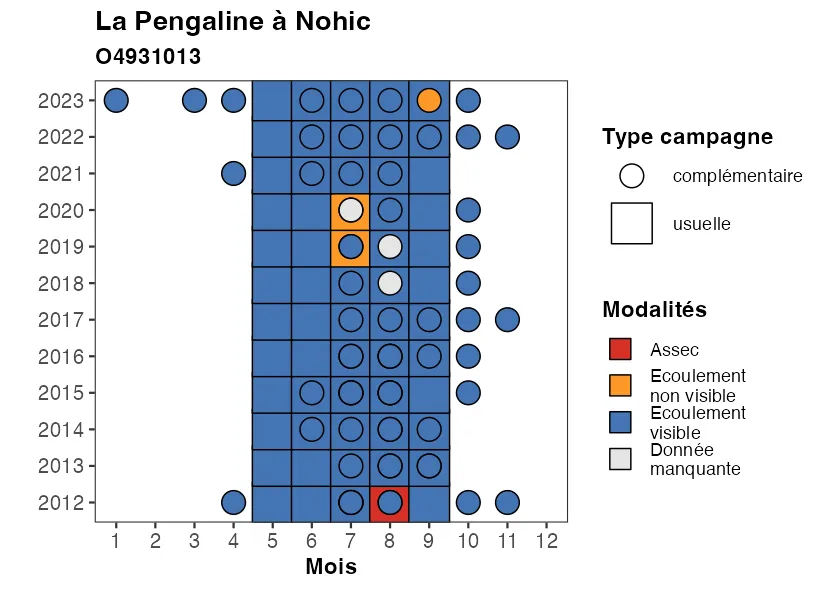 La Pengaline à Nohic
O4931013
2023
2022
2021
2020
2019
2018
2017
2016
2015
2014
2013
2012
1 2 3 4 5 6 7 8 9 10 11 12
Mois
Type campagne
complémentaire
usuelle
Modalités
Assec
Ecoulement
non visible
Ecoulement
visible
Donnée
manquante